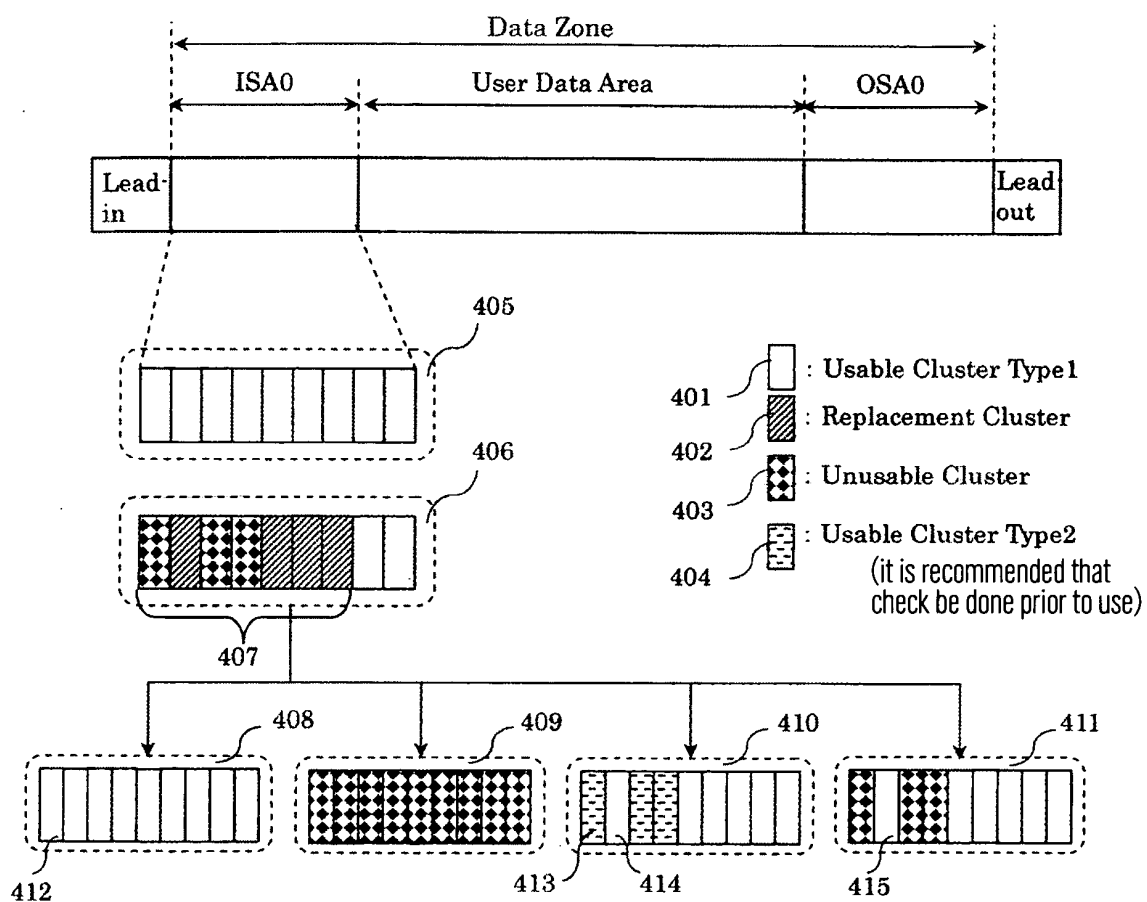 Data Zone
ISA0
User Data Area
OSA0
Lead-
in
Lead
out
405
401
: Usable Cluster Type1
402
: Replacement Cluster
406
403
: Unusable Cluster
404
: Usable Cluster Type2
(it is recommended that
check be done prior to use)
407
408
409
410
411
412
413
414
415